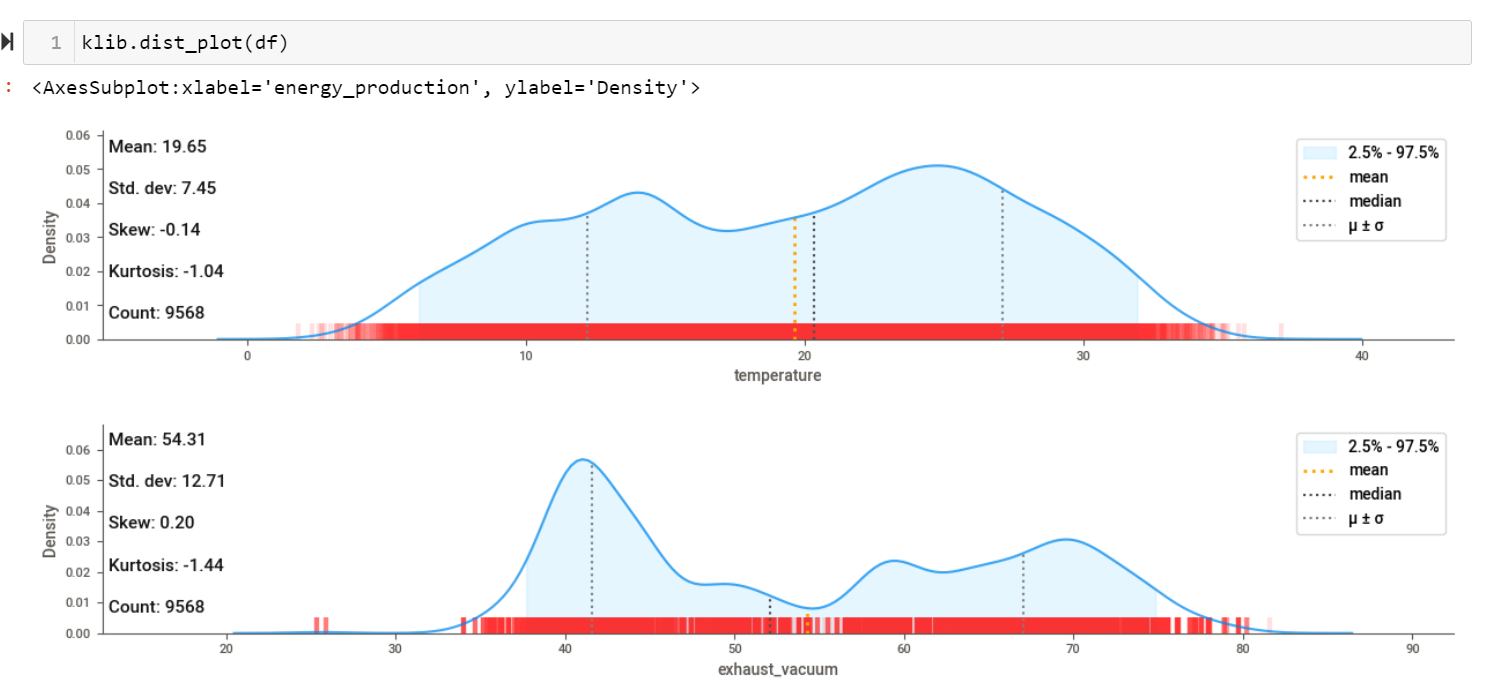 1 klib.dist_plot(df)
: <AxesSubplot:xlabel='energy_production', ylabel='Density'>
0.06
0.05
0.04
0.03
0.02
0.01
0.00
Density
Mean: 19.65
Std. dev: 7.45
Skew: -0.14
Kurtosis: -1.04
Count: 9568
2.5% - 97.5%
mean
median
μ ± σ
0 10 20 30 40
temperature
0.06
0.05
0.04
0.03
0.02
0.01
0.00
Density
Mean: 54.31
Std. dev: 12.71
Skew: 0.20
Kurtosis: -1.44
Count: 9568
2.5% - 97.5%
mean
median
μ ± σ
20 30 40 50 60 70 80 90
exhaust_vacuum